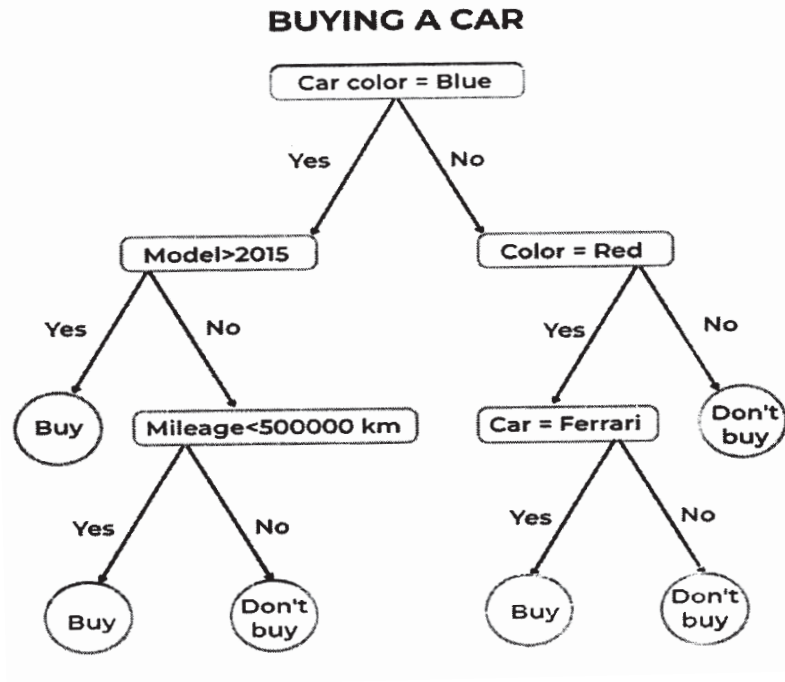 BUYING A CAR
Car color = Blue
Yes
No
Model>2015
Color = Red
Yes
No
Yes
No
Buy
Mileage<500000 km
Car = Ferrari
Don't
buy
Yes
No
Yes
No
Buy
Don't
buy
Buy
Don't
buy